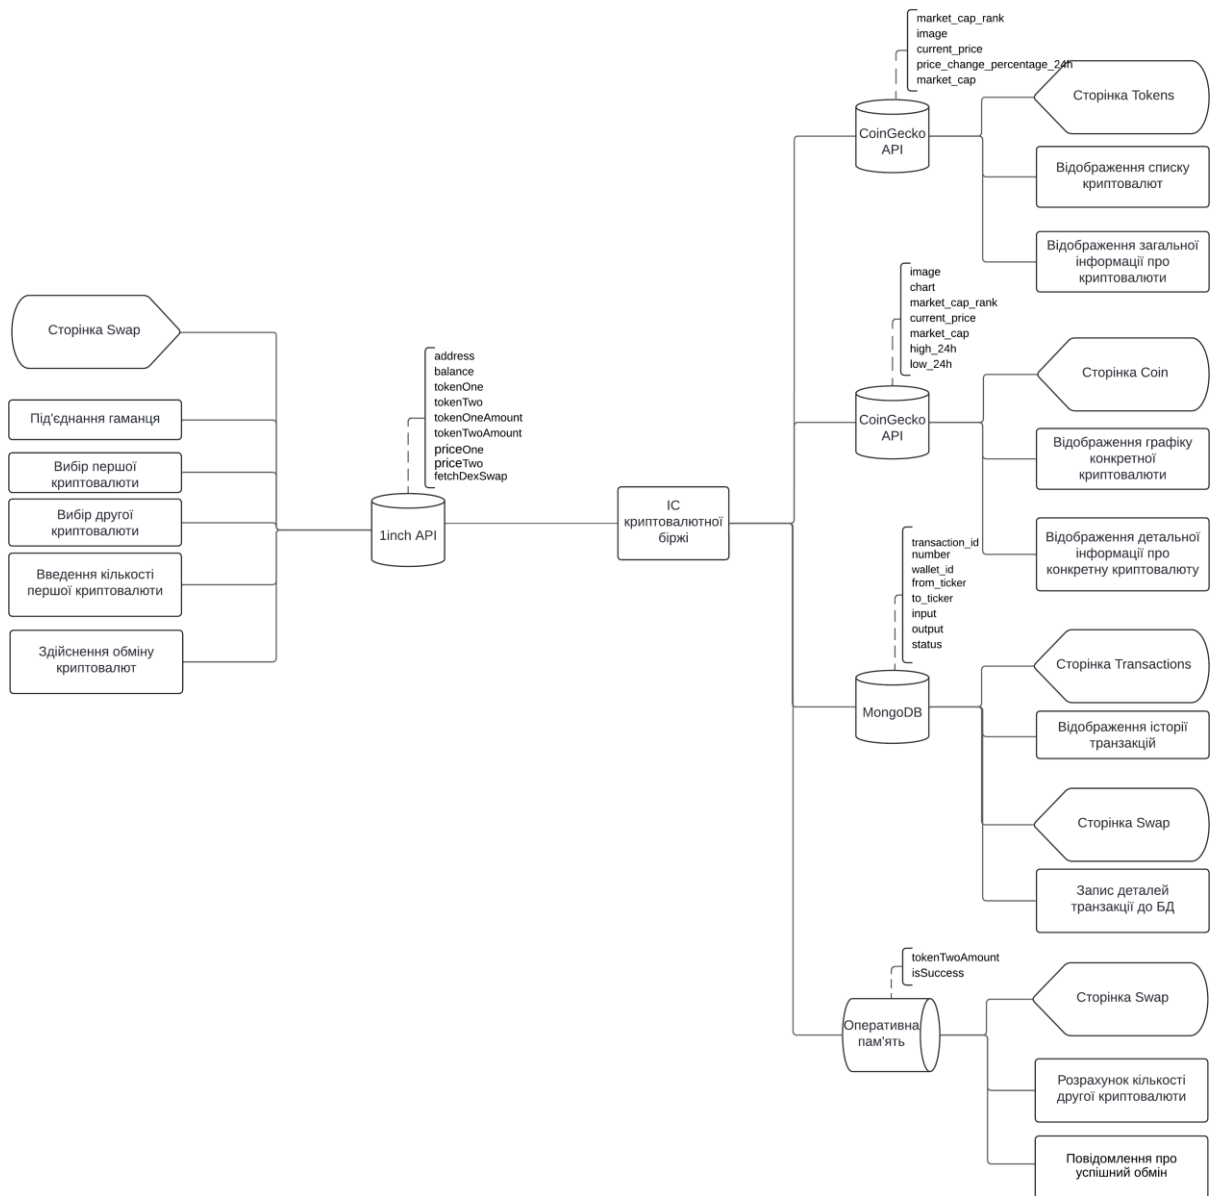 market_cap_rank
image
current_price
price_change_percentage_24h
market_cap
CoinGecko
API
Сторінка Tokens
Відображення списку
криптовалют
Відображення загальної
інформації про
криптовалюти
image
chart
market_cap_rank
current_price
market_cap
high_24h
low_24h
CoinGecko
API
Сторінка Coin
Відображення графіку
конкретної
криптовалюти
Відображення детальної
інформації про
конкретну криптовалюту
Сторінка Swap
Під'єднання гаманця
Вибір першої
криптовалюти
Вибір другої
криптовалюти
Введення кількості
першої криптовалюти
Здійснення обміну
криптовалют
address
balance
tokenOne
tokenTwo
tokenOneAmount
tokenTwoAmount
priceOne
priceTwo
fetchDexSwap
1inch API
ІС
криптовалютної
біржі
transaction_id
number
wallet_id
from_ticker
to_ticker
input
output
status
MongoDB
Сторінка Transactions
Відображення історії
транзакцій
Сторінка Swap
Запис деталей
транзакції до БД
tokenTwoAmount
isSuccess
Оперативна
пам'ять
Сторінка Swap
Розрахунок кількості
другої криптовалюти
Повідомлення про
успішний обмін